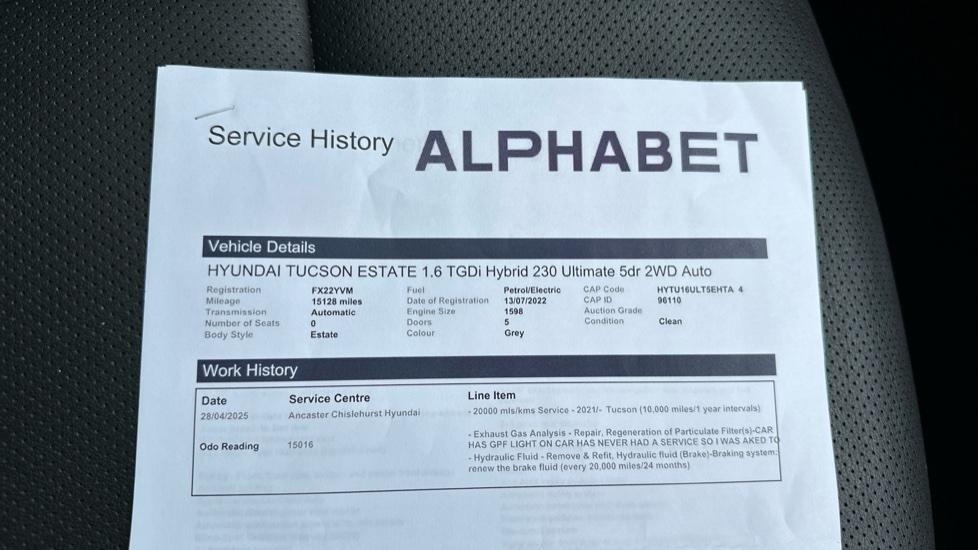 Service History ALPHABET
Vehicle Details
HYUNDAI TUCSON ESTATE 1.6 TGDi Hybrid 230 Ultimate 5dr 2WD Auto
Registration FX22YVM Fuel Petrol/Electric CAP Code HYTU16ULT5EHTA 4
Mileage 15128 miles Date of Registration 13/07/2022 CAP ID 96110
Transmission Automatic Engine Size 1598 Auction Grade
Number of Seats 0 Doors 5 Condition Clean
Body Style Estate Colour Grey
Work History
Date Service Centre Line Item
28/04/2025 Ancaster Chislehurst Hyundai - 20000 mls/kms Service - 2021/- Tucson (10,000 miles/1 year intervals)
- Exhaust Gas Analysis - Repair, Regeneration of Particulate Filter(s)-CAR
Odo Reading 15016 HAS GPF LIGHT ON CAR HAS NEVER HAD A SERVICE SO I WAS AKED TO
- Hydraulic Fluid - Remove & Refit, Hydraulic fluid (Brake)-Braking system:
renew the brake fluid (every 20,000 miles/24 months)